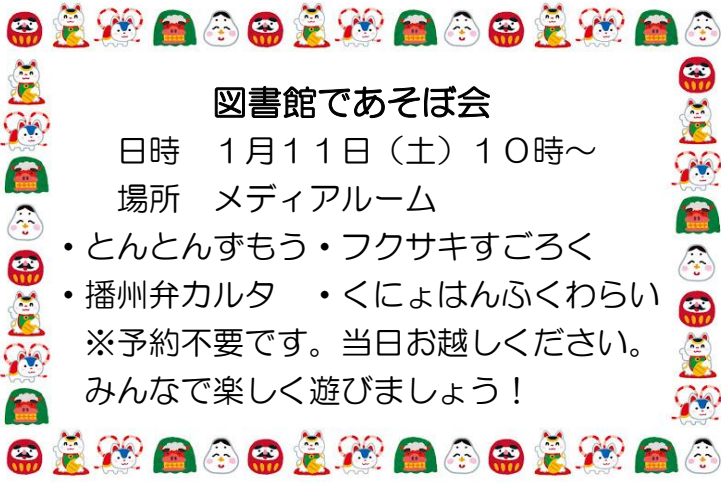 図書館であそぼ会
日時　1月11日（土）10時～
場所　メディアルーム
・とんとんずもう・フクサキすごろく
・播州弁カルタ　・くにょはんふくわらい
※予約不要です。当日お越しください。
みんなで楽しく遊びましょう！